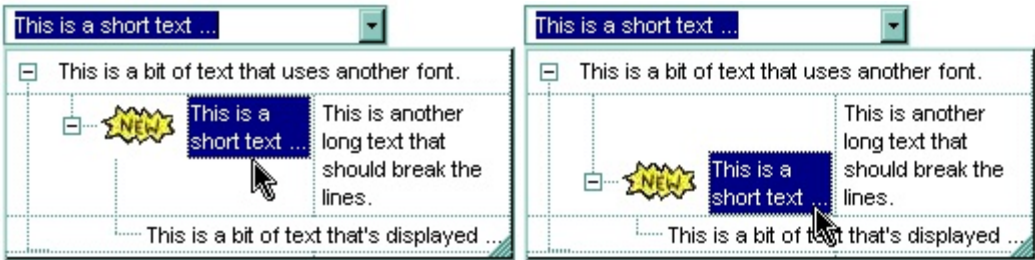 This is a short text ...
This is a bit of text that uses another font.
NEW
This is a
short text ...
This is another
long text that
should break the
lines.
This is a bit of text that's displayed ...
This is a short text ...
This is a bit of text that uses another font.
This is another
long text that
should break the
lines.
NEW
This is a
short text ...
This is a bit of text that's displayed ...